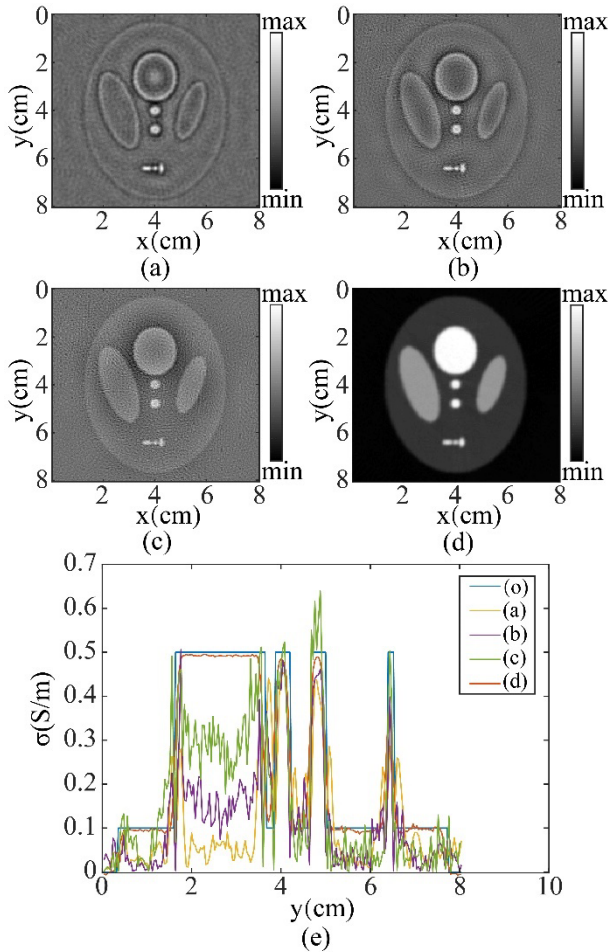 0
2
4
6
8
y(cm)
2 4 6 8
x(cm)
max
min
(a)
0
2
4
6
8
y(cm)
2 4 6 8
x(cm)
max
min
(b)
0
2
4
6
8
y(cm)
2 4 6 8
x(cm)
max
min
(c)
0
2
4
6
8
y(cm)
2 4 6 8
x(cm)
max
min
(d)
0.7
0.6
0.5
0.4
0.3
0.2
0.1
0
σ(S/m)
(o)
(a)
(b)
(c)
(d)
0 2 4 6 8 10
y(cm)
(e)